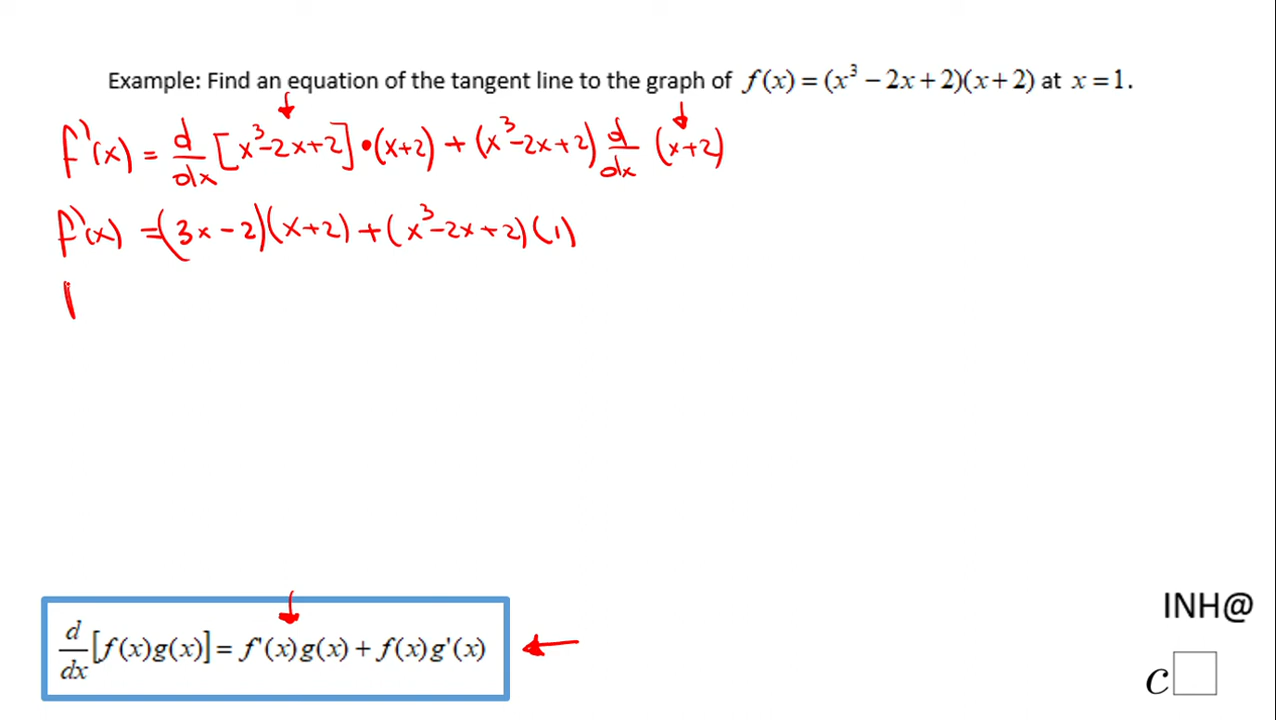 Example: Find an equation of the tangent line to the graph of f(x) = (x³ − 2x + 2)(x + 2) at x = 1.
f'(x) = d/dx [x³-2x+2]•(x+2) + (x³-2x+2) d/dx (x+2)
f'(x) =(3x-2)(x+2)+(x³-2x+2)(1)
d/dx [f(x)g(x)] = f'(x)g(x) + f(x)g'(x)
INH@
c